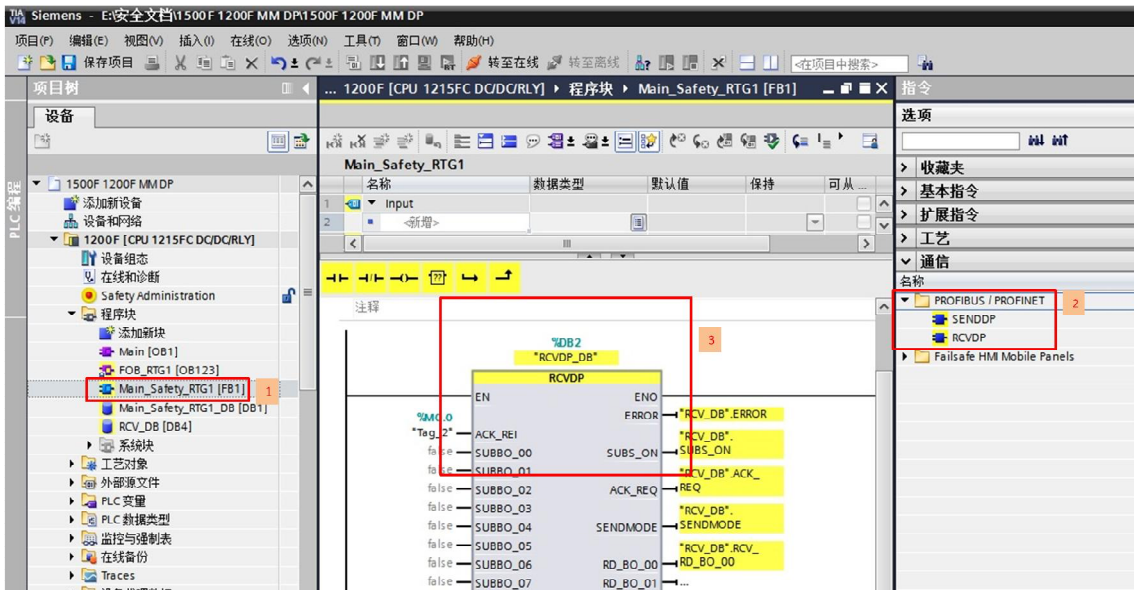 Siemens - E:\安全文档\1500F 1200F MM DP\1500F 1200F MM DP
项目(P) 编辑(E) 视图(V) 插入(I) 在线(O) 选项(N) 工具(T) 窗口(W) 帮助(H)
保存项目 转至在线 转至离线 <在项目中搜索>
项目树
设备
PLC 编程
1500F 1200F MM DP
添加新设备
设备和网络
1200F [CPU 1215FC DC/DC/RLY]
设备组态
在线和诊断
Safety Administration
程序块
添加新块
Main [OB1]
FOB_RTG1 [OB123]
Main_Safety_RTG1 [FB1] 1
Main_Safety_RTG1_DB [DB1]
RCV_DB [DB4]
系统块
工艺对象
外部源文件
PLC 变量
PLC 数据类型
监控与强制表
在线备份
Traces
... 1200F [CPU 1215FC DC/DC/RLY] 程序块 Main_Safety_RTG1 [FB1]
Main_Safety_RTG1
名称 数据类型 默认值 保持 可从 ...
1 Input
2 <新增>
注释
3
%DB2
"RCVDP_DB"
RCVDP
EN ENO
%M0.0 ERROR "RCV_DB".ERROR
"Tag_2" ACK_REI "RCV_DB".
false SUBBO_00 SUBS_ON SUBS_ON
false SUBBO_01 "RCV_DB".ACK_
false SUBBO_02 ACK_REQ REQ
false SUBBO_03 "RCV_DB".
false SUBBO_04 SENDMODE SENDMODE
false SUBBO_05 "RCV_DB".RCV_
false SUBBO_06 RD_BO_00 RD_BO_00
false SUBBO_07 RD_BO_01 ...
指令
选项
收藏夹
基本指令
扩展指令
工艺
通信
名称
PROFIBUS / PROFINET 2
SENDDP
RCVDP
Failsafe HMI Mobile Panels